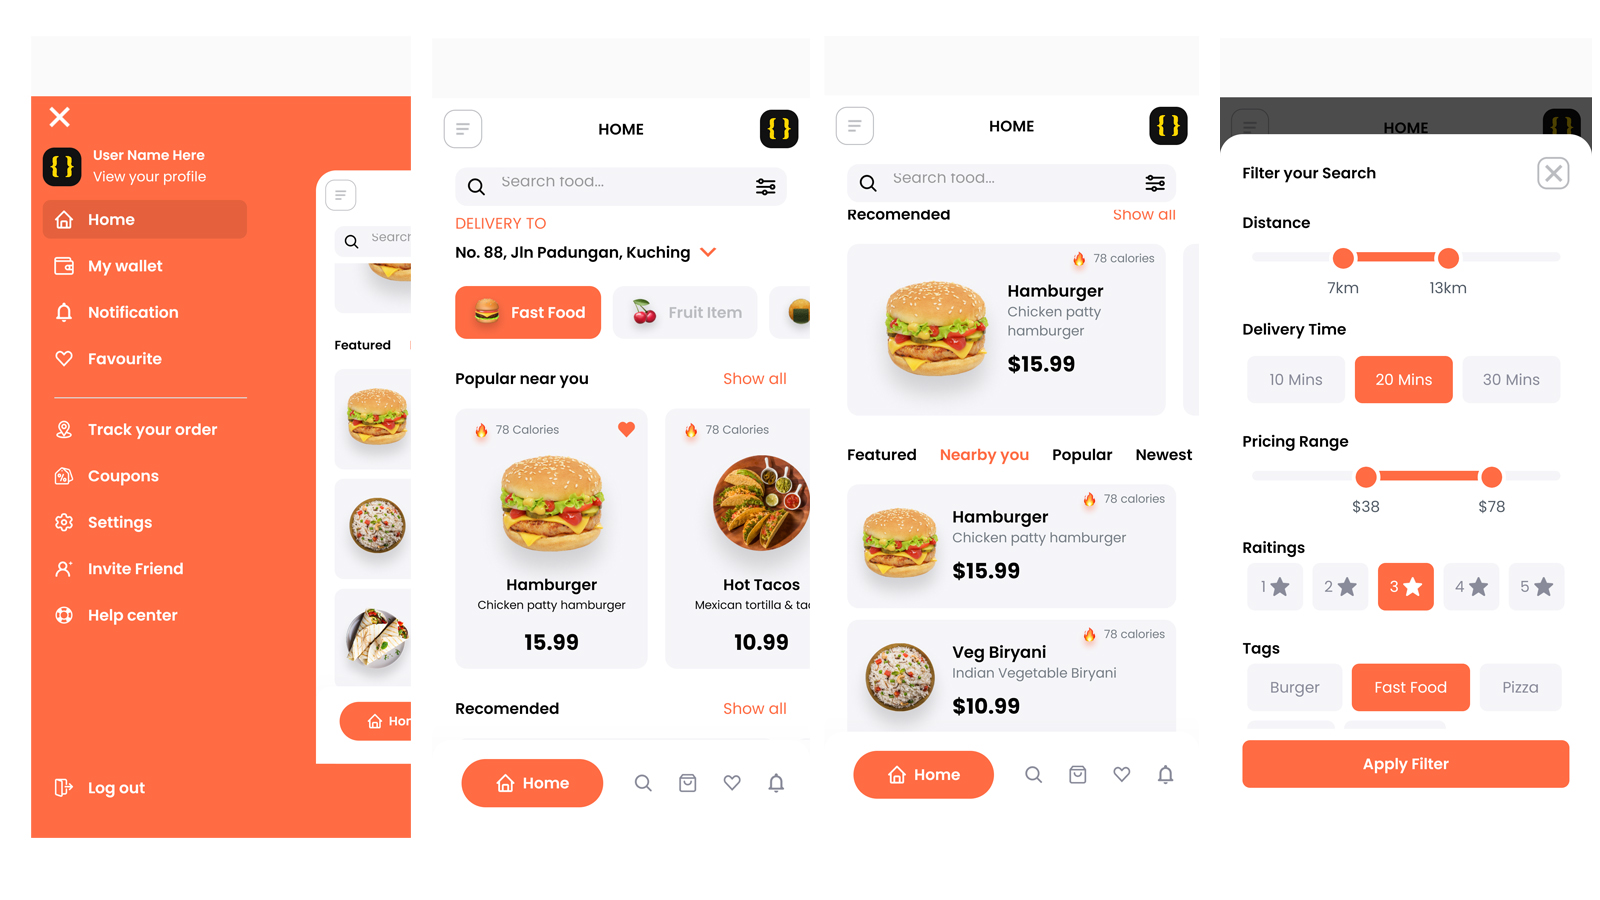 { }
User Name Here
View your profile
Home
My wallet
Notification
Favourite
Track your order
Coupons
Settings
Invite Friend
Help center
Log out
Featured
HOME
{ }
Search food...
DELIVERY TO
No. 88, Jln Padungan, Kuching
Fast Food
Fruit Item
Popular near you
Show all
78 Calories
Hamburger
Chicken patty hamburger
15.99
78 Calories
Hot Tacos
Mexican tortilla &
10.99
Recomended
Show all
Home
HOME
{ }
Search food...
Recomended
Show all
78 calories
Hamburger
Chicken patty
hamburger
$15.99
Featured
Nearby you
Popular
Newest
78 calories
Hamburger
Chicken patty hamburger
$15.99
78 calories
Veg Biryani
Indian Vegetable Biryani
$10.99
Home
HOME
Filter your Search
Distance
7km
13km
Delivery Time
10 Mins
20 Mins
30 Mins
Pricing Range
$38
$78
Raitings
1
2
3
4
5
Tags
Burger
Fast Food
Pizza
Apply Filter